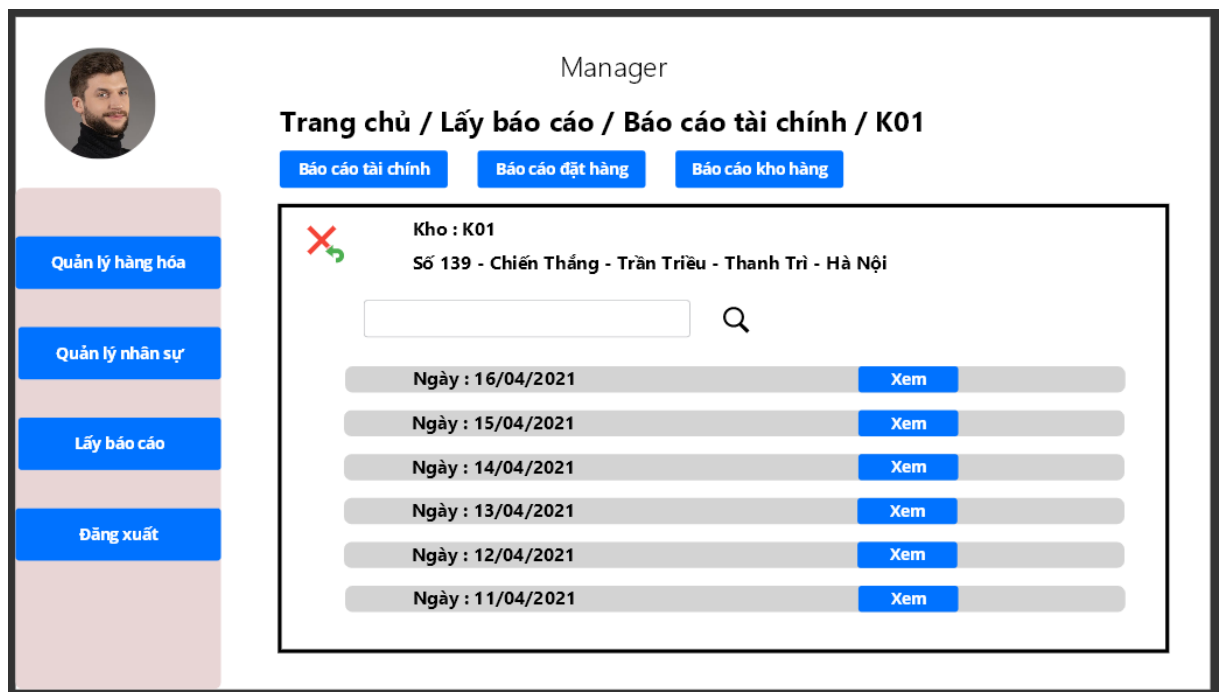 Manager
Trang chủ / Lấy báo cáo / Báo cáo tài chính / K01
Báo cáo tài chính
Báo cáo đặt hàng
Báo cáo kho hàng
Quản lý hàng hóa
Quản lý nhân sự
Lấy báo cáo
Đăng xuất
Kho : K01
Số 139 - Chiến Thắng - Trần Triều - Thanh Trì - Hà Nội
Ngày : 16/04/2021 Xem
Ngày : 15/04/2021 Xem
Ngày : 14/04/2021 Xem
Ngày : 13/04/2021 Xem
Ngày : 12/04/2021 Xem
Ngày : 11/04/2021 Xem